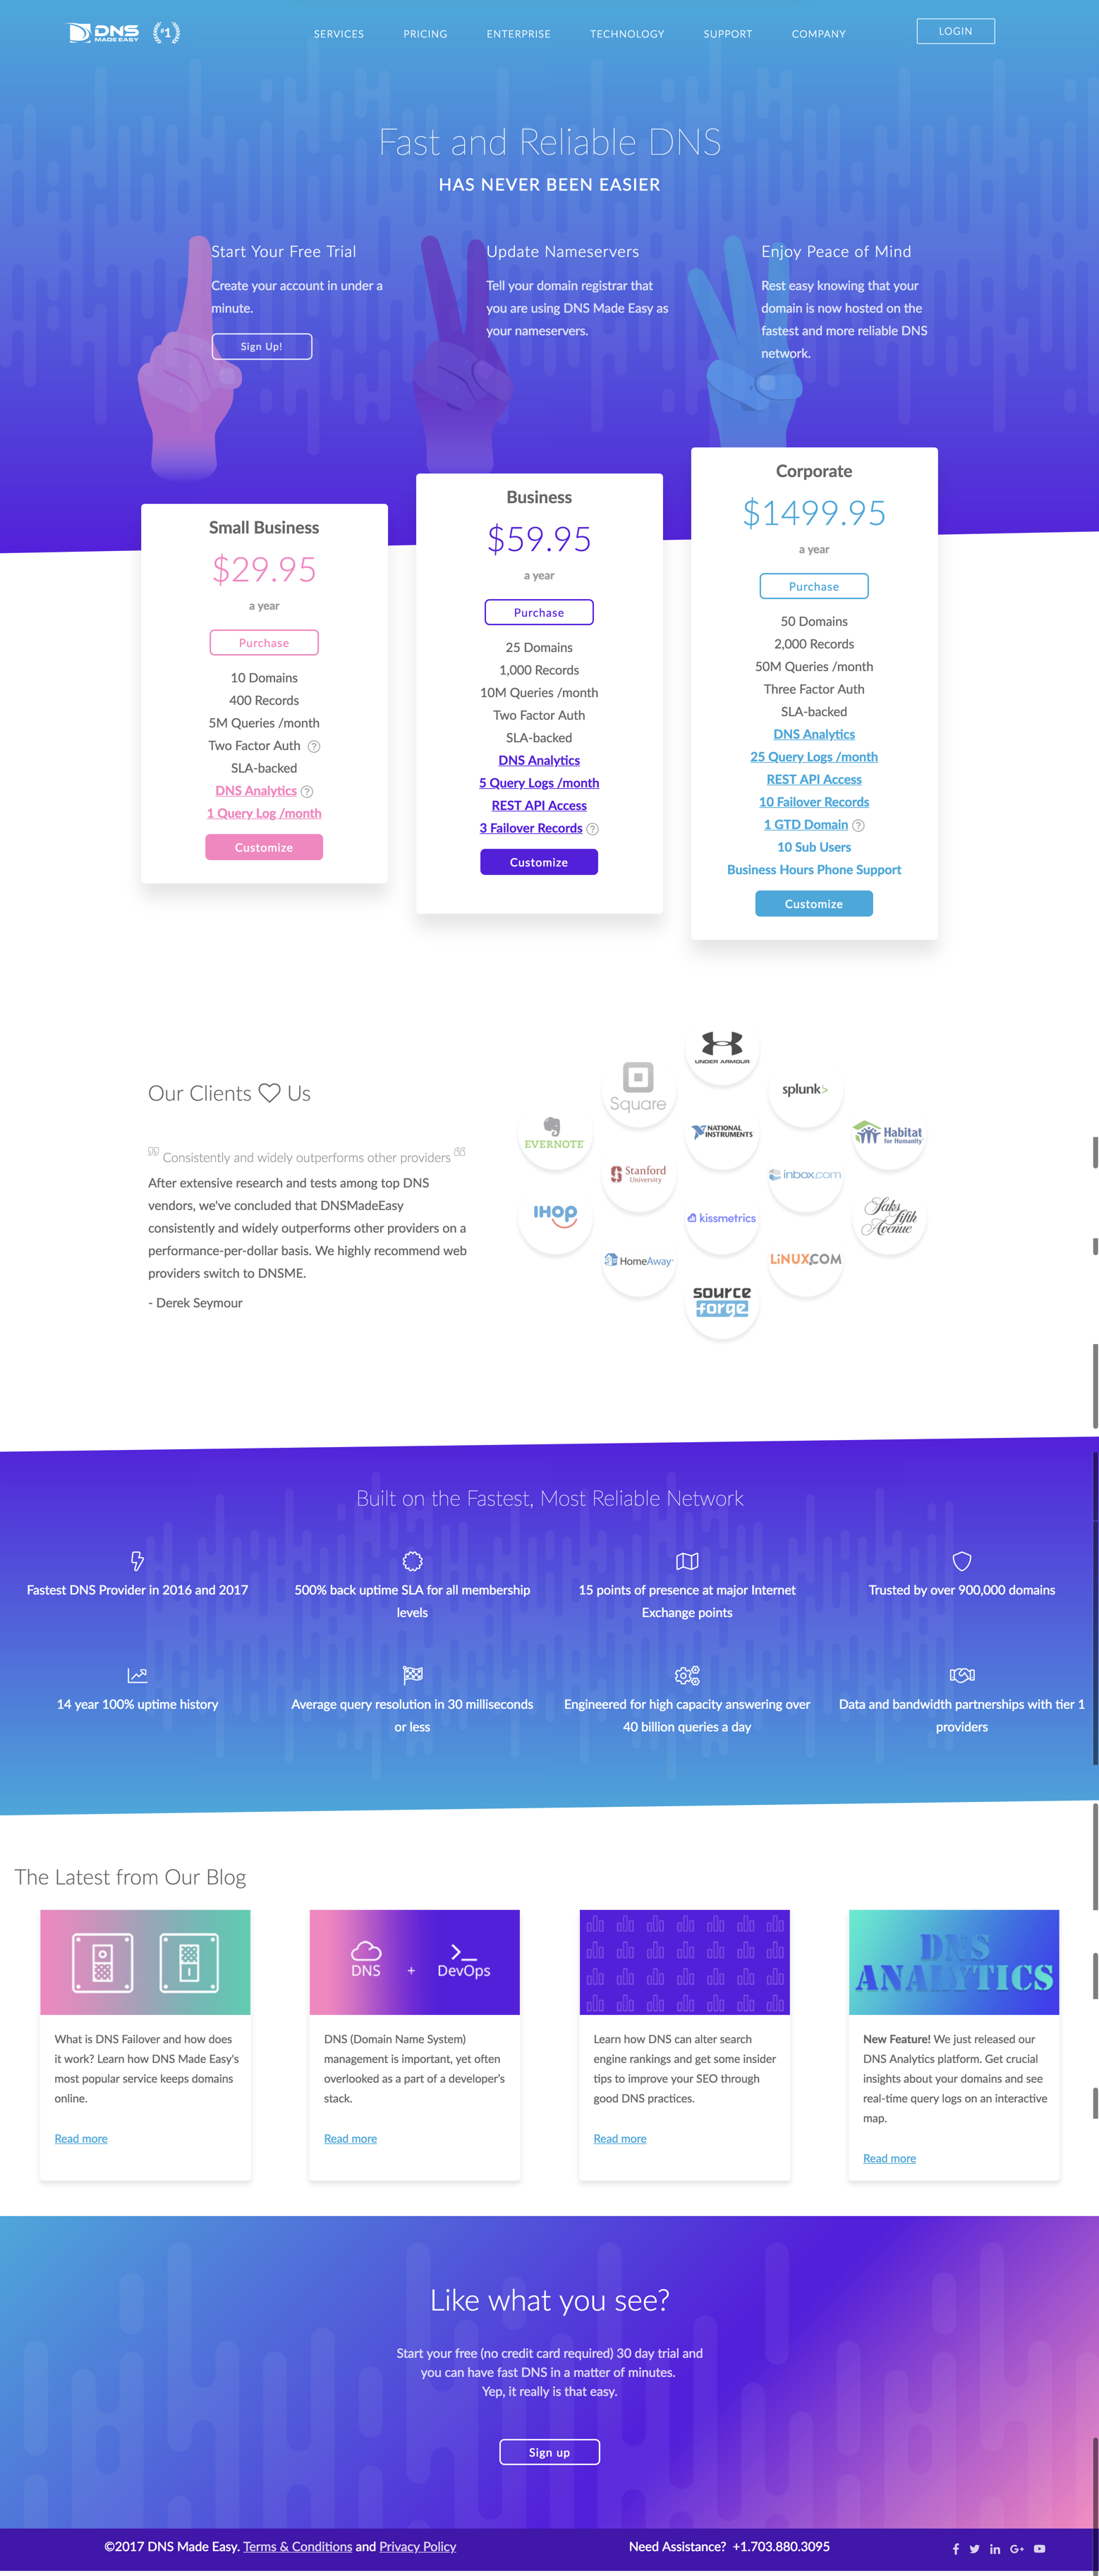 DNS
MADE EASY
#1
SERVICES
PRICING
ENTERPRISE
TECHNOLOGY
SUPPORT
COMPANY
LOGIN
Fast and Reliable DNS
HAS NEVER BEEN EASIER
Start Your Free Trial
Create your account in under a
minute.
Sign Up!
Update Nameservers
Tell your domain registrar that
you are using DNS Made Easy as
your nameservers.
Enjoy Peace of Mind
Rest easy knowing that your
domain is now hosted on the
fastest and more reliable DNS
network.
Small Business
$29.95
a year
Purchase
10 Domains
400 Records
5M Queries /month
Two Factor Auth ?
SLA-backed
DNS Analytics ?
1 Query Log /month
Customize
Business
$59.95
a year
Purchase
25 Domains
1,000 Records
10M Queries /month
Two Factor Auth
SLA-backed
DNS Analytics
5 Query Logs /month
REST API Access
3 Failover Records ?
Customize
Corporate
$1499.95
a year
Purchase
50 Domains
2,000 Records
50M Queries /month
Three Factor Auth
SLA-backed
DNS Analytics
25 Query Logs /month
REST API Access
10 Failover Records
1 GTD Domain ?
10 Sub Users
Business Hours Phone Support
Customize
Our Clients ♡ Us
Consistently and widely outperforms other providers
After extensive research and tests among top DNS
vendors, we've concluded that DNSMadeEasy
consistently and widely outperforms other providers on a
performance-per-dollar basis. We highly recommend web
providers switch to DNSME.
- Derek Seymour
UNDER ARMOUR
Square
splunk>
EVERNOTE
NATIONAL
INSTRUMENTS
Habitat
for Humanity
Stanford
University
inbox.com
IHOP
kissmetrics
Saks
Fifth
Avenue
HomeAway
LINUX.COM
source
forge
Built on the Fastest, Most Reliable Network
Fastest DNS Provider in 2016 and 2017
500% back uptime SLA for all membership
levels
15 points of presence at major Internet
Exchange points
Trusted by over 900,000 domains
14 year 100% uptime history
Average query resolution in 30 milliseconds
or less
Engineered for high capacity answering over
40 billion queries a day
Data and bandwidth partnerships with tier 1
providers
The Latest from Our Blog
What is DNS Failover and how does
it work? Learn how DNS Made Easy's
most popular service keeps domains
online.
Read more
DNS + DevOps
DNS (Domain Name System)
management is important, yet often
overlooked as a part of a developer's
stack.
Read more
Learn how DNS can alter search
engine rankings and get some insider
tips to improve your SEO through
good DNS practices.
Read more
DNS
ANALYTICS
New Feature! We just released our
DNS Analytics platform. Get crucial
insights about your domains and see
real-time query logs on an interactive
map.
Read more
Like what you see?
Start your free (no credit card required) 30 day trial and
you can have fast DNS in a matter of minutes.
Yep, it really is that easy.
Sign up
©2017 DNS Made Easy. Terms & Conditions and Privacy Policy
Need Assistance? +1.703.880.3095